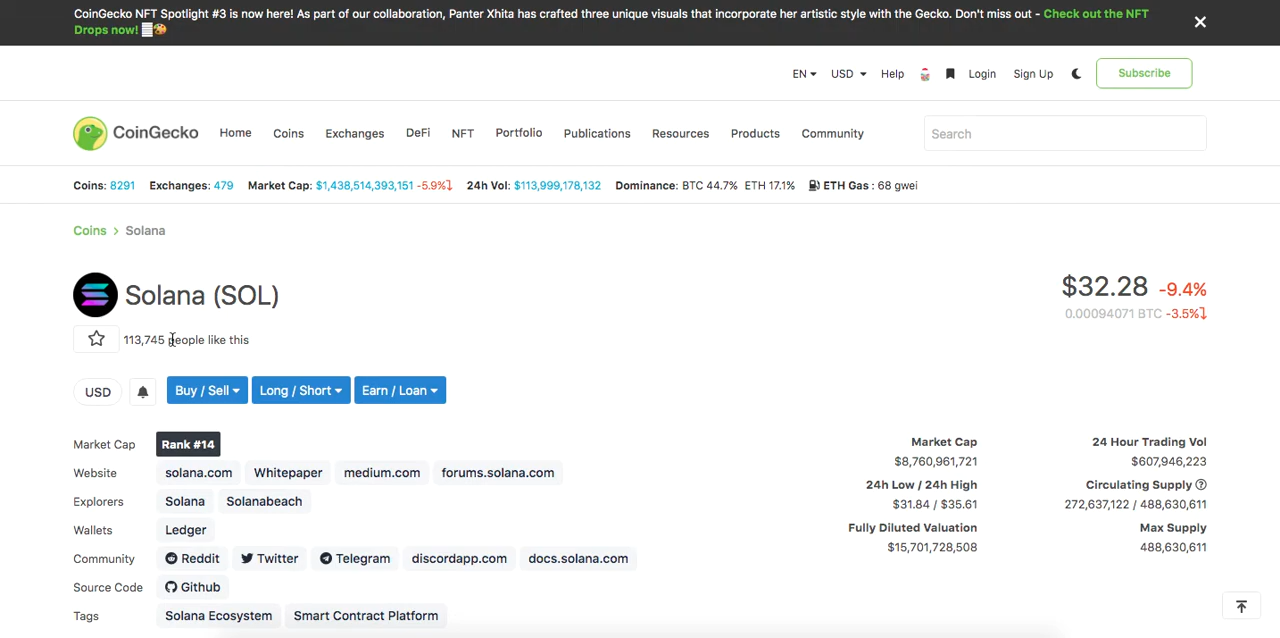 CoinGecko NFT Spotlight #3 is now here! As part of our collaboration, Panter Xhita has crafted three unique visuals that incorporate her artistic style with the Gecko. Don't miss out - Check out the NFT
Drops now!
EN USD Help Login Sign Up Subscribe
CoinGecko Home Coins Exchanges DeFi NFT Portfolio Publications Resources Products Community Search
Coins: 8291 Exchanges: 479 Market Cap: $1,438,514,393,151 -5.9% 24h Vol: $113,999,178,132 Dominance: BTC 44.7% ETH 17.1% ETH Gas : 68 gwei
Coins > Solana
Solana (SOL)
$32.28 -9.4%
0.00094071 BTC -3.5%
113,745 people like this
USD Buy / Sell Long / Short Earn / Loan
Market Cap Rank #14
Website solana.com Whitepaper medium.com forums.solana.com
Explorers Solana Solanabeach
Wallets Ledger
Community Reddit Twitter Telegram discordapp.com docs.solana.com
Source Code Github
Tags Solana Ecosystem Smart Contract Platform
Market Cap
$8,760,961,721
24h Low / 24h High
$31.84 / $35.61
Fully Diluted Valuation
$15,701,728,508
24 Hour Trading Vol
$607,946,223
Circulating Supply ?
272,637,122 / 488,630,611
Max Supply
488,630,611